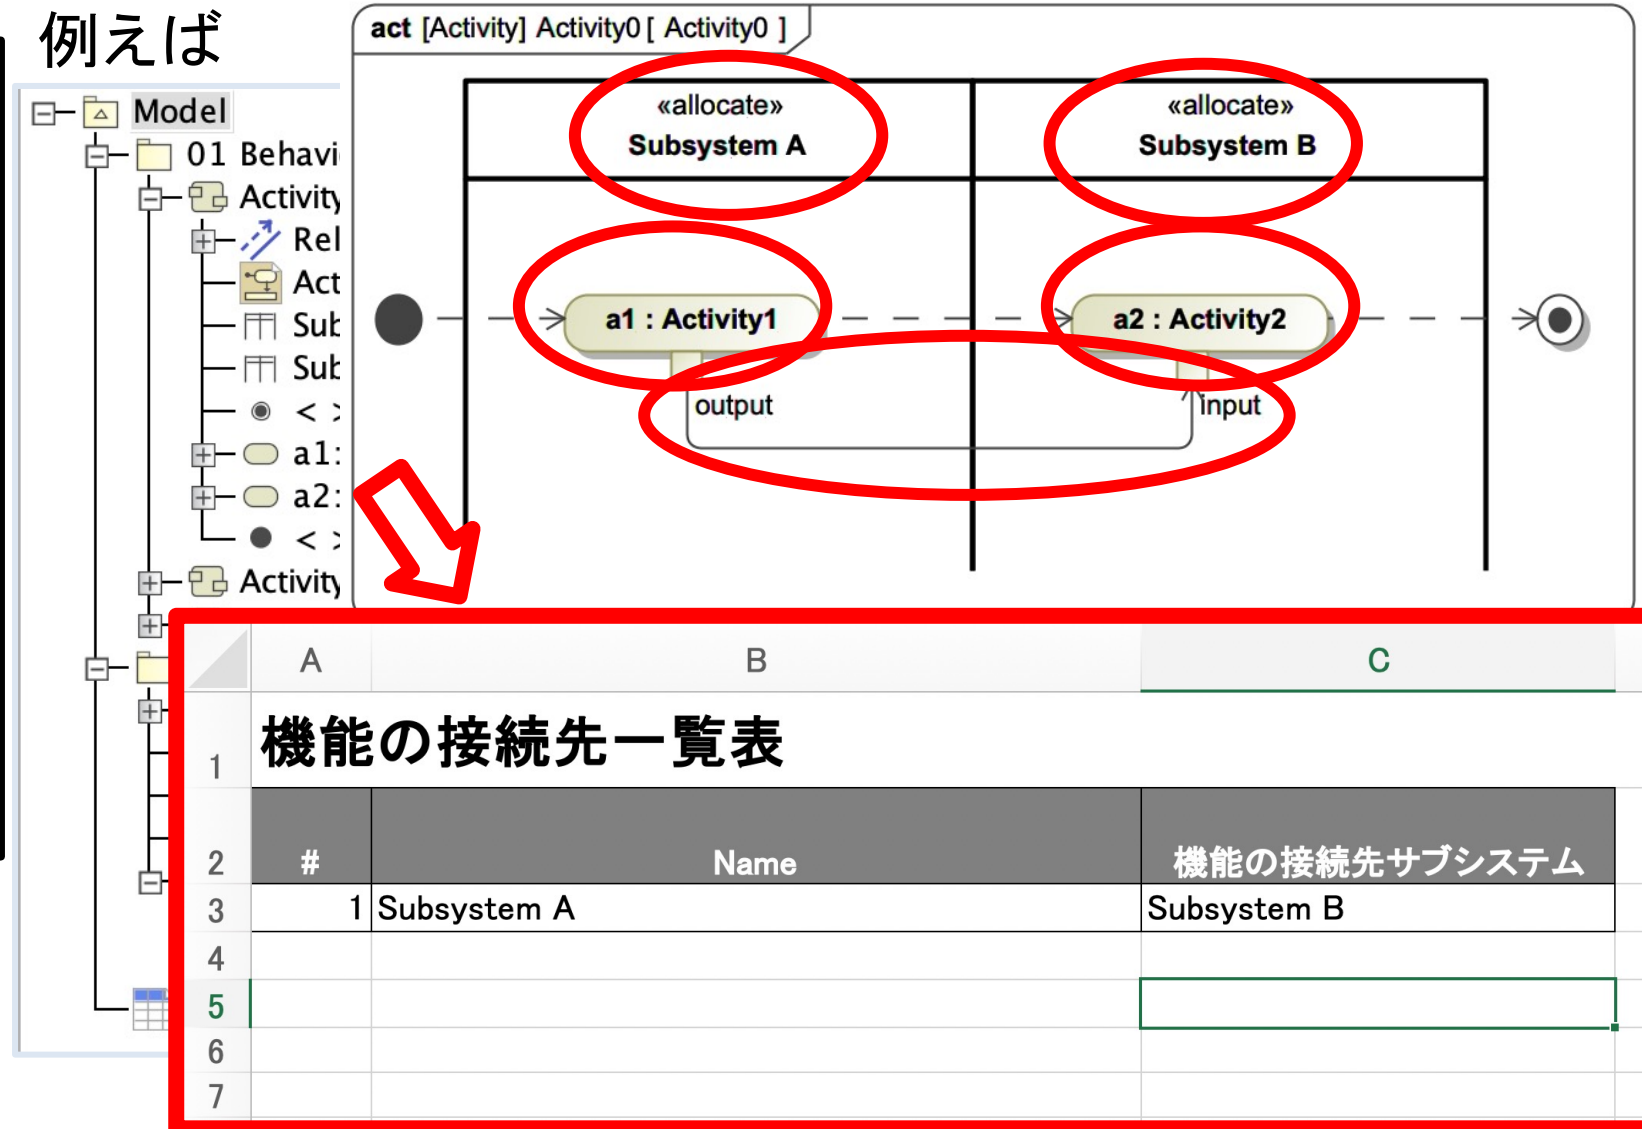 例えば
act [Activity] Activity0 [ Activity0 ]
Model
01 Behavi
Activity
Rel
Act
Sub
Sub
< >
a1:
a2:
< >
Activity
«allocate»
Subsystem A
«allocate»
Subsystem B
a1 : Activity1
a2 : Activity2
output
input
A B C
1 機能の接続先一覧表
2 # Name 機能の接続先サブシステム
3 1 Subsystem A Subsystem B
4
5
6
7